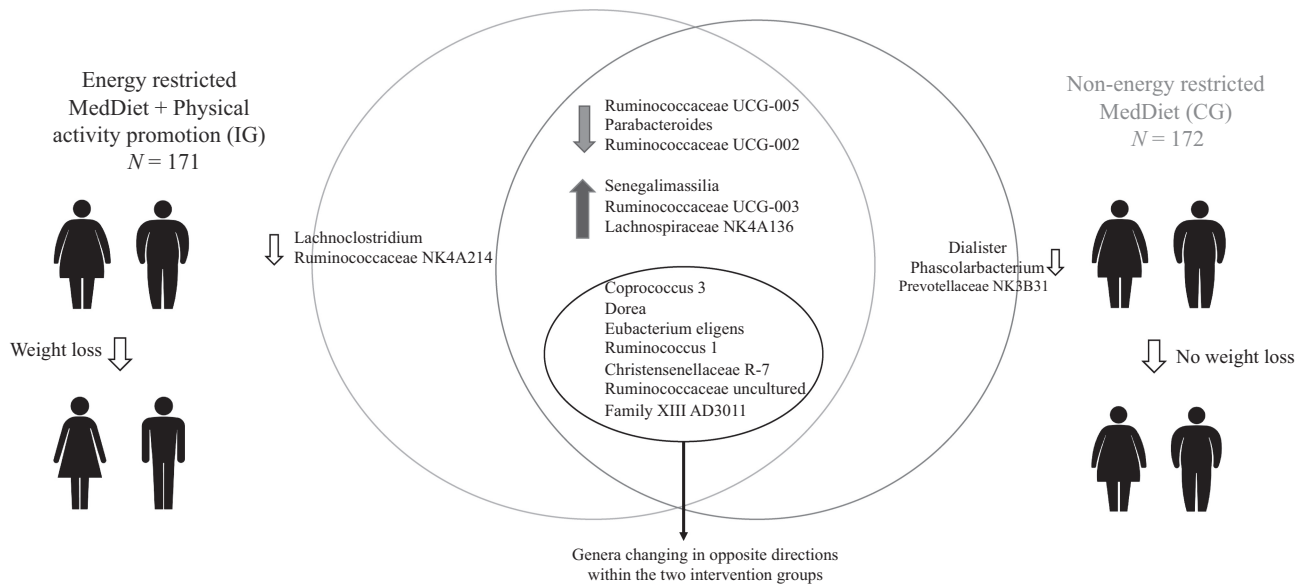 Energy restricted
MedDiet + Physical
activity promotion (IG)
N = 171
Weight loss
Lachnoclostridium
Ruminococcaceae NK4A214
Ruminococcaceae UCG-005
Parabacteroides
Ruminococcaceae UCG-002
Senegalimassilia
Ruminococcaceae UCG-003
Lachnospiraceae NK4A136
Coprococcus 3
Dorea
Eubacterium eligens
Ruminococcus 1
Christensenellaceae R-7
Ruminococcaceae uncultured
Family XIII AD3011
Genera changing in opposite directions
within the two intervention groups
Dialister
Phascolarbacterium
Prevotellaceae NK3B31
Non-energy restricted
MedDiet (CG)
N = 172
No weight loss